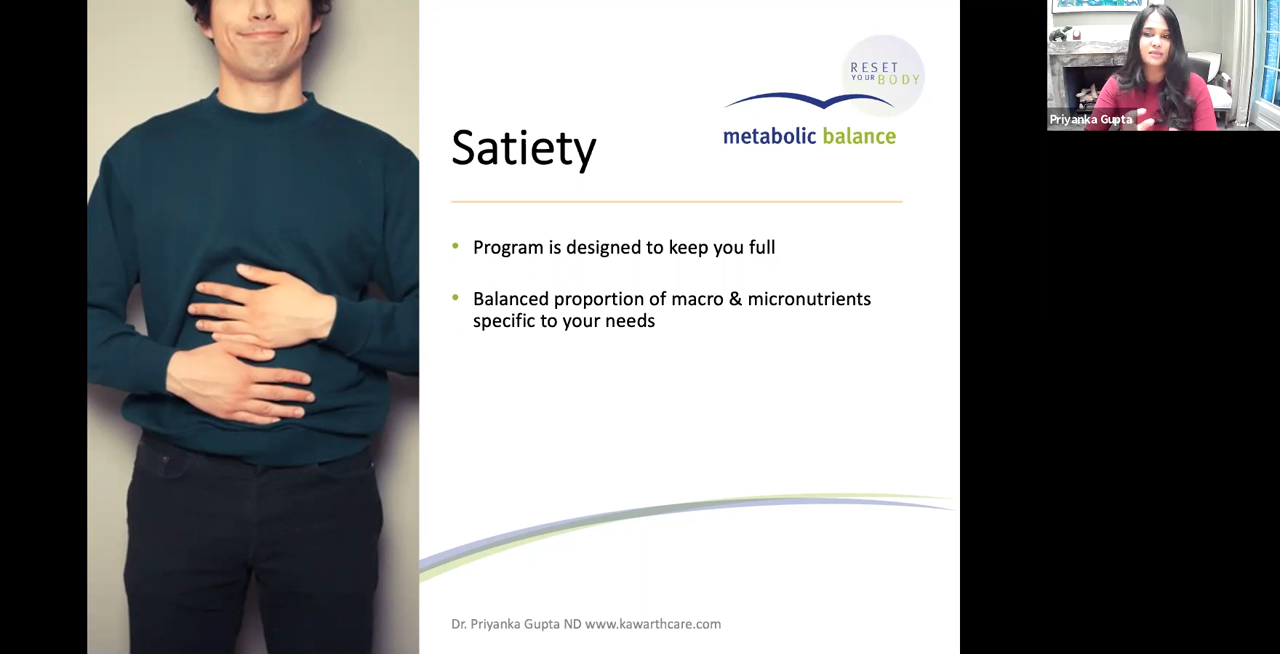 RESET
YOUR BODY
metabolic balance
Satiety
• Program is designed to keep you full
• Balanced proportion of macro & micronutrients
specific to your needs
Dr. Priyanka Gupta ND www.kawarthcare.com
Priyanka Gupta